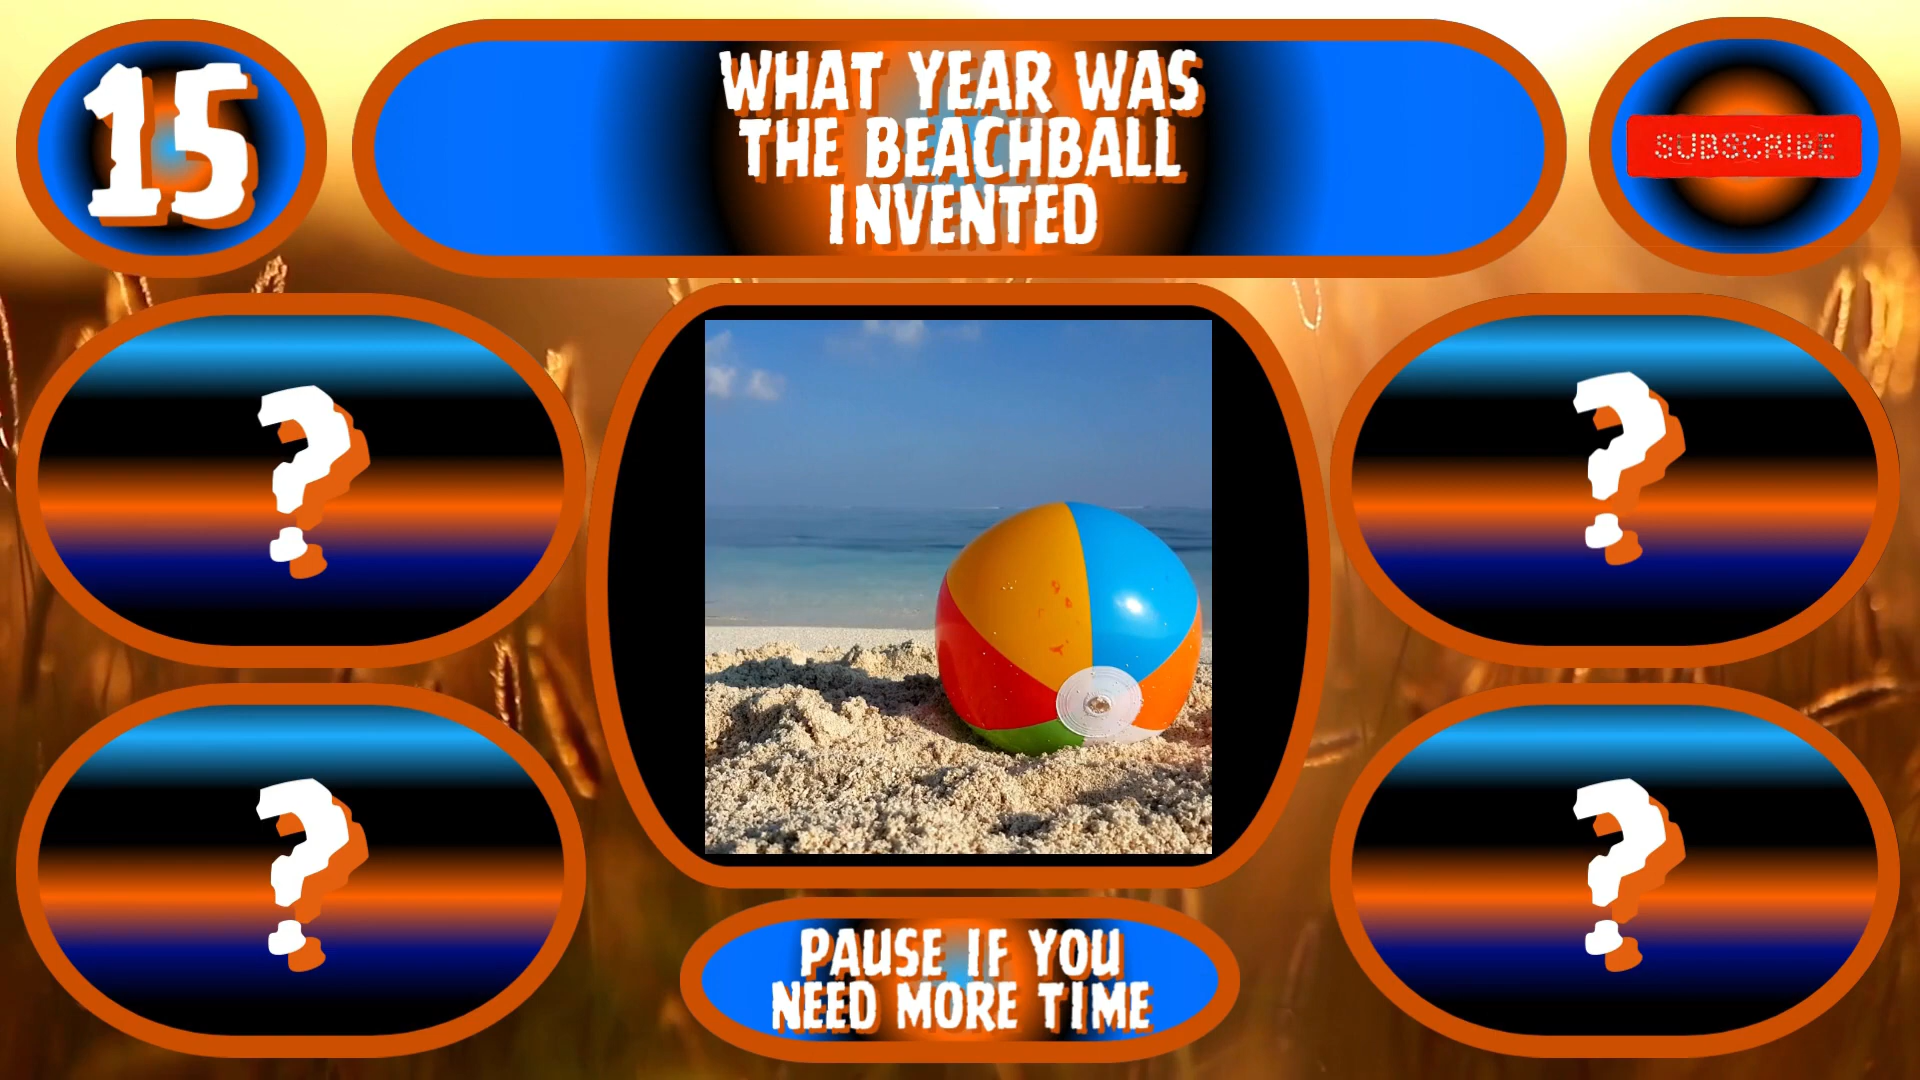 15
WHAT YEAR WAS
THE BEACHBALL
INVENTED
SUBSCRIBE
?
?
?
?
PAUSE IF YOU
NEED MORE TIME